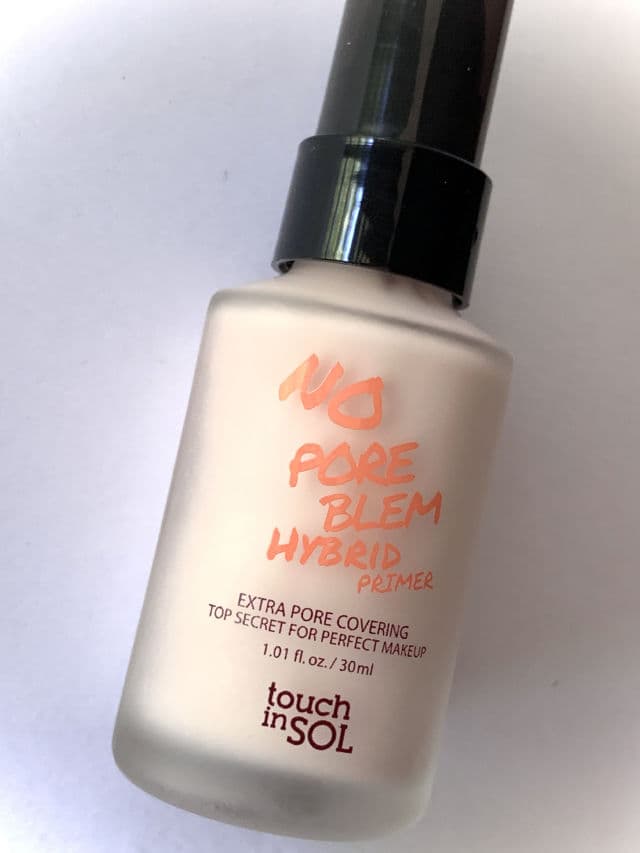 NO
PORE
BLEM
HYBRID
PRIMER
EXTRA PORE COVERING
TOP SECRET FOR PERFECT MAKEUP
1.01 fl. oz. / 30ml
touch
in SOL